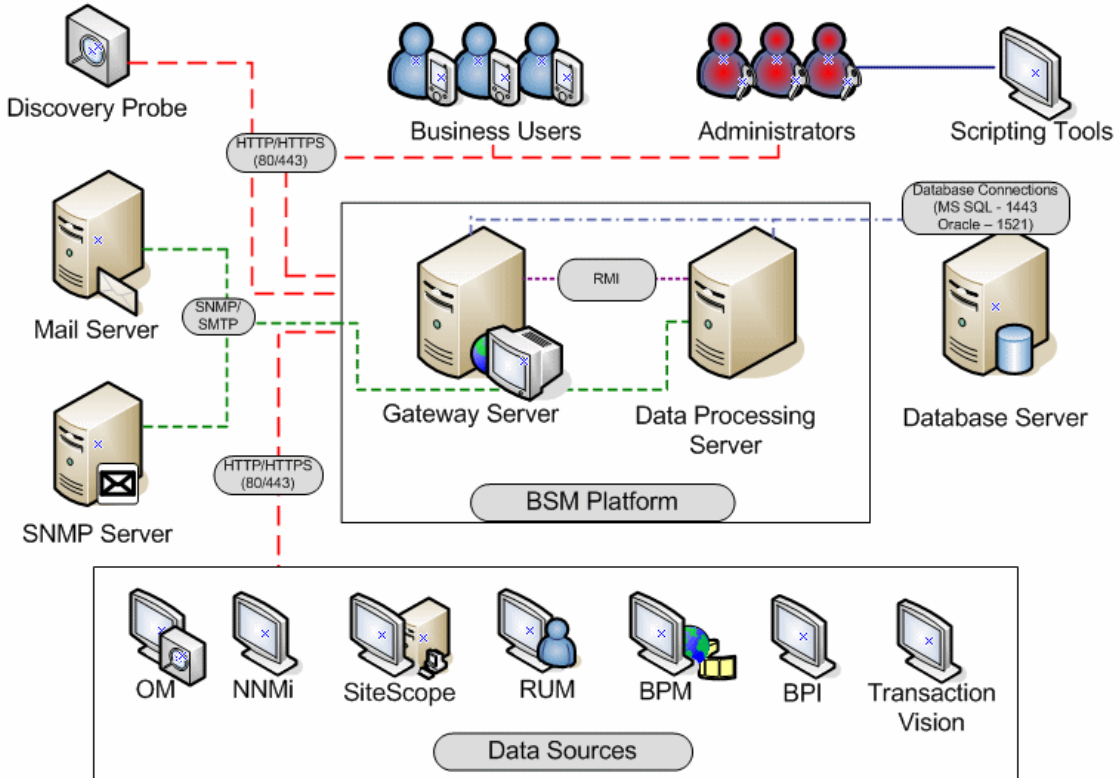 Discovery Probe
Business Users
Administrators
Scripting Tools
HTTP/HTTPS
(80/443)
Database Connections
(MS SQL - 1443
Oracle – 1521)
RMI
Mail Server
SNMP/
SMTP
Gateway Server
Data Processing
Server
Database Server
HTTP/HTTPS
(80/443)
BSM Platform
SNMP Server
OM
NNMi
SiteScope
RUM
BPM
BPI
Transaction
Vision
Data Sources